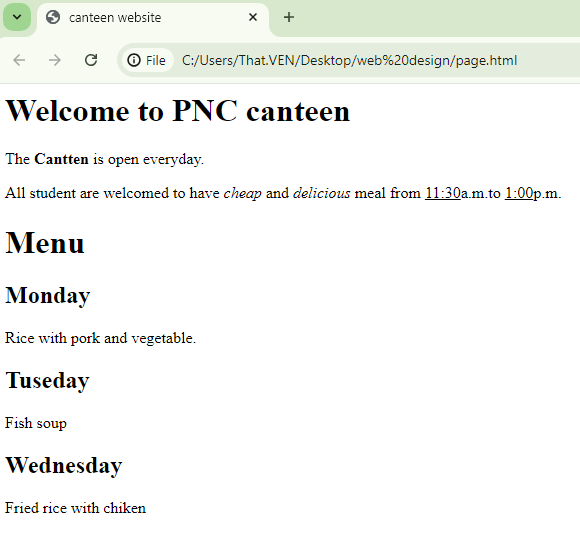 canteen website
File C:/Users/That.VEN/Desktop/web%20design/page.html
Welcome to PNC canteen
The Cantten is open everyday.
All student are welcomed to have cheap and delicious meal from 11:30a.m.to 1:00p.m.
Menu
Monday
Rice with pork and vegetable.
Tuseday
Fish soup
Wednesday
Fried rice with chiken